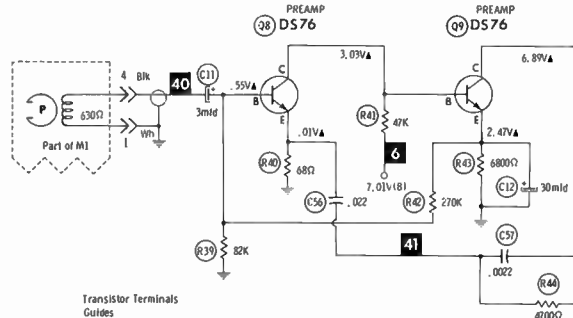 PREAMP
Q8 DS76
PREAMP
Q9 DS76
3.03V▲
6.89V▲
4 Blk
40
C11
+
3mfd
.55V▲
C
B
E
C
B
E
P
630Ω
R41
47K
.01V▲
2.47V▲
Part of M1
1 Wh
R40
68Ω
6
7.01V(8)
R43
6800Ω
C12
+
30mfd
C56
.022
R42
270K
R39
82K
41
C57
.0022
R44
4700Ω
Transistor Terminals
Guides